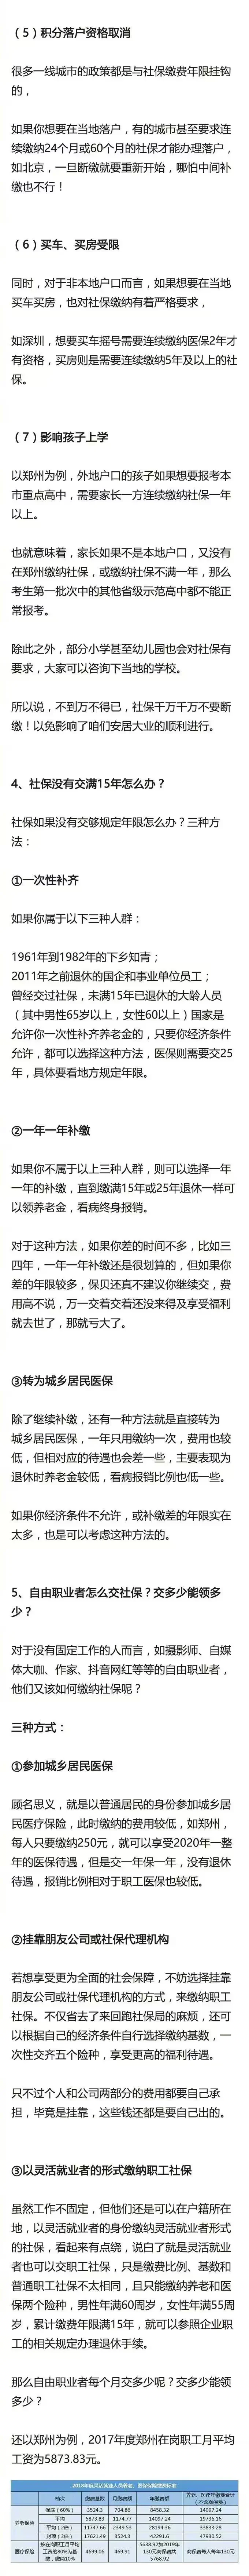 （5）积分落户资格取消
很多一线城市的政策都是与社保缴费年限挂钩
的，
如果你想要在当地落户，有的城市甚至要求连
续缴纳24个月或60个月的社保才能办理落户，
如北京，一旦断缴就要重新开始，哪怕中间补
缴也不行！
（6）买车、买房受限
同时，对于非本地户口而言，如果想要在当地
买车买房，也对社保缴纳有着严格要求，
如深圳，想要买车摇号需要连续缴纳医保2年才
有资格，买房则是需要连续缴纳5年及以上的社
保。
（7）影响孩子上学
以郑州为例，外地户口的孩子如果想要报考本
市重点高中，需要家长一方连续缴纳社保一年
以上。
也就意味着，家长如果不是本地户口，又没有
在郑州缴纳社保，或缴纳社保不满一年，那么
考生第一批次中的其他省级示范高中都不能正
常报考。
除此之外，部分小学甚至幼儿园也会对社保有
要求，大家可以咨询下当地的学校。
所以说，不到万不得已，社保千万千万不要断
缴！以免影响了咱们安居大业的顺利进行。
4、社保没有交满15年怎么办？
社保如果没有交够规定年限怎么办？三种方
法：
①一次性补齐
如果你属于以下三种人群：
1961年到1982年的下乡知青；
2011年之前退休的国企和事业单位员工；
曾经交过社保，未满15年已退休的大龄人员
（其中男性65岁以上，女性60以上）国家是
允许你一次性补齐养老金的，只要你经济条件
允许，都可以选择这种方法，医保则需要交25
年，具体要看地方规定年限。
②一年一年补缴
如果你不属于以上三种人群，则可以选择一年
一年的补缴，直到缴满15年或25年退休一样可
以领养老金，看病终身报销。
对于这种方法，如果你差的时间不多，比如三
四年，一年一年补缴还是很划算的，但如果你
差的年限较多，保贝还真不建议你继续交，费
用高不说，万一交着交着还没来得及享受福利
就去世了，那就亏大了。
③转为城乡居民医保
除了继续补缴，还有一种方法就是直接转为
城乡居民医保，一年只用缴纳一次，费用也较
低，但相对应的待遇也会差一些，主要表现为
退休时养老金较低，看病报销比例也低一些。
如果你经济条件不允许，或补缴差的年限实在
太多，也是可以考虑这种方法的。
5、自由职业者怎么交社保？交多少能领多
少？
对于没有固定工作的人而言，如摄影师、自媒
体大咖、作家、抖音网红等等的自由职业者，
他们又该如何缴纳社保呢？
三种方式：
①参加城乡居民医保
顾名思义，就是以普通居民的身份参加城乡居
民医疗保险，此时缴纳的费用较低，如郑州，
每人只要缴纳250元，就可以享受2020年一整
年的医保待遇，但是交一年保一年，没有退休
待遇，报销比例相对于职工医保也较低。
②挂靠朋友公司或社保代理机构
若想享受更为全面的社会保障，不妨选择挂靠
朋友公司或社保代理机构的方式，来缴纳职工
社保。不仅省去了来回跑社保局的麻烦，还可
以根据自己的经济条件自行选择缴纳基数，一
次性交齐五个险种，享受更高的福利待遇。
只不过个人和公司两部分的费用都要自己承
担，毕竟是挂靠，这些钱还都是要自己出的。
③以灵活就业者的形式缴纳职工社保
虽然工作不固定，但他们还是可以在户籍所在
地，以灵活就业者的身份缴纳灵活就业者形式
的社保，看起来有点绕，说白了就是灵活就业
者也可以交职工社保，只是缴费比例、基数和
普通职工社保不太相同，且只能缴纳养老和医
保两个险种，男性年满60周岁，女性年满55周
岁，累计缴费年限满15年，就可以参照企业职
工的相关规定办理退休手续。
那么自由职业者每个月交多少呢？交多少能领
多少？
还以郑州为例，2017年度郑州在岗职工月平均
工资为5873.83元。
档次 缴费基数 月缴费额 年缴费额 养老、医疗年缴费合计（不含商保费）
养老保险 保底（60%） 3524.3 704.86 8458.32 14097.24
平均 5873.83 1174.77 14097.24 19736.16
平均（2倍） 11747.66 2349.53 28194.36 33833.28
封顶（3倍） 17621.49 3524.3 42291.6 47930.52
医疗保险 按在岗职工月平均工资的80%为基数，缴纳10% 4699.06 469.91 5638.92加2019年130元商保费共5768.92 商保费每人每年130元